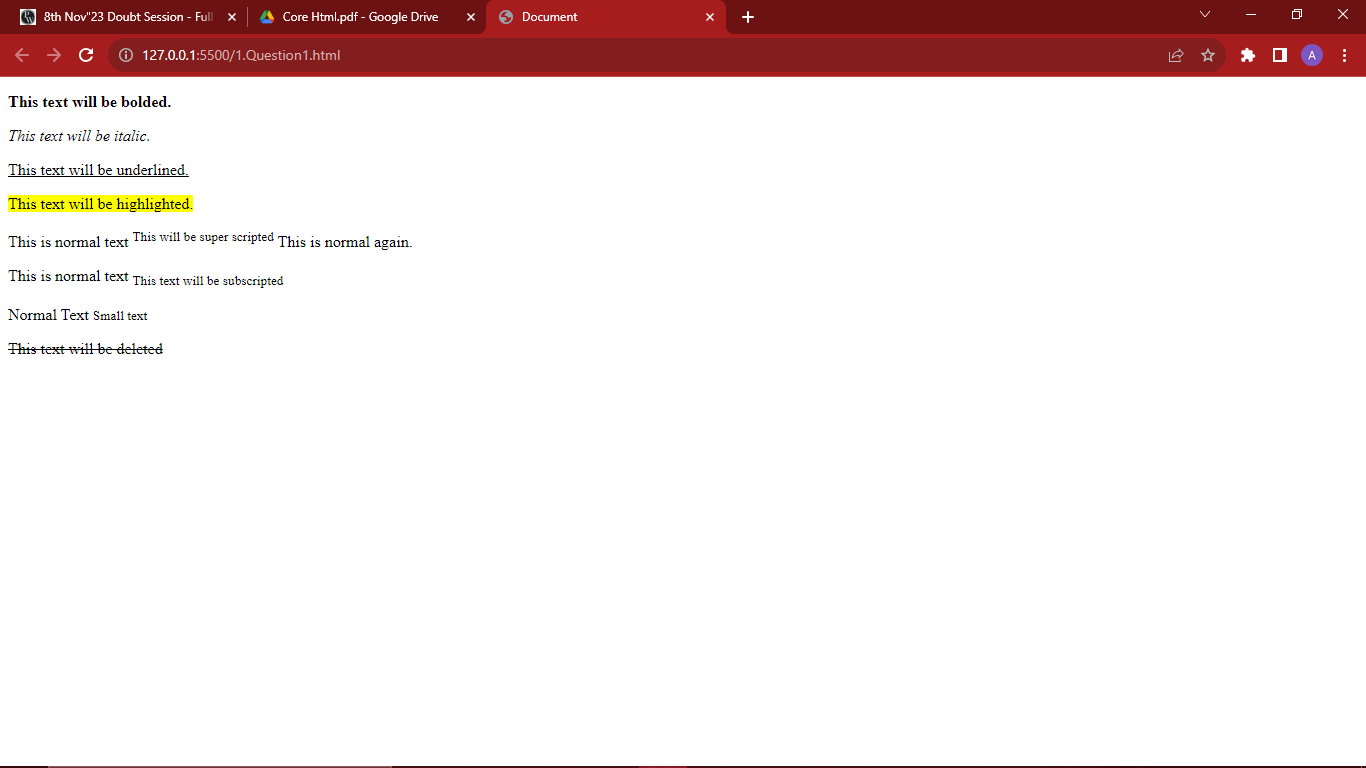 8th Nov"23 Doubt Session - Full
Core Html.pdf - Google Drive
Document
127.0.0.1:5500/1.Question1.html
A
This text will be bolded.
This text will be italic.
This text will be underlined.
This text will be highlighted.
This is normal text This will be super scripted This is normal again.
This is normal text This text will be subscripted
Normal Text Small text
This text will be deleted